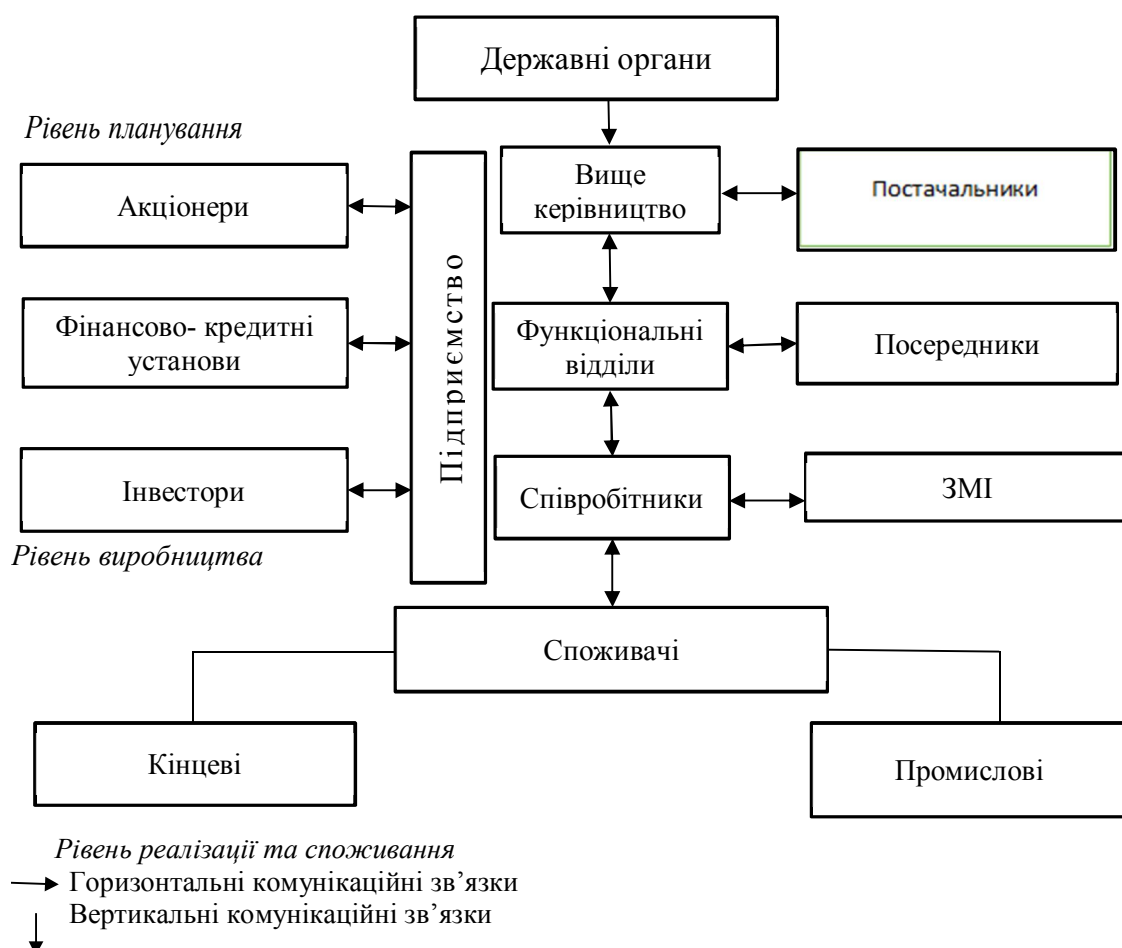 Державні органи
Рівень планування
Акціонери
Вище
керівництво
Постачальники
Підприємство
Фінансово- кредитні
установи
Функціональні
відділи
Посередники
Інвестори
Співробітники
ЗМІ
Рівень виробництва
Споживачі
Кінцеві
Промислові
Рівень реалізації та споживання
Горизонтальні комунікаційні зв’язки
Вертикальні комунікаційні зв’язки